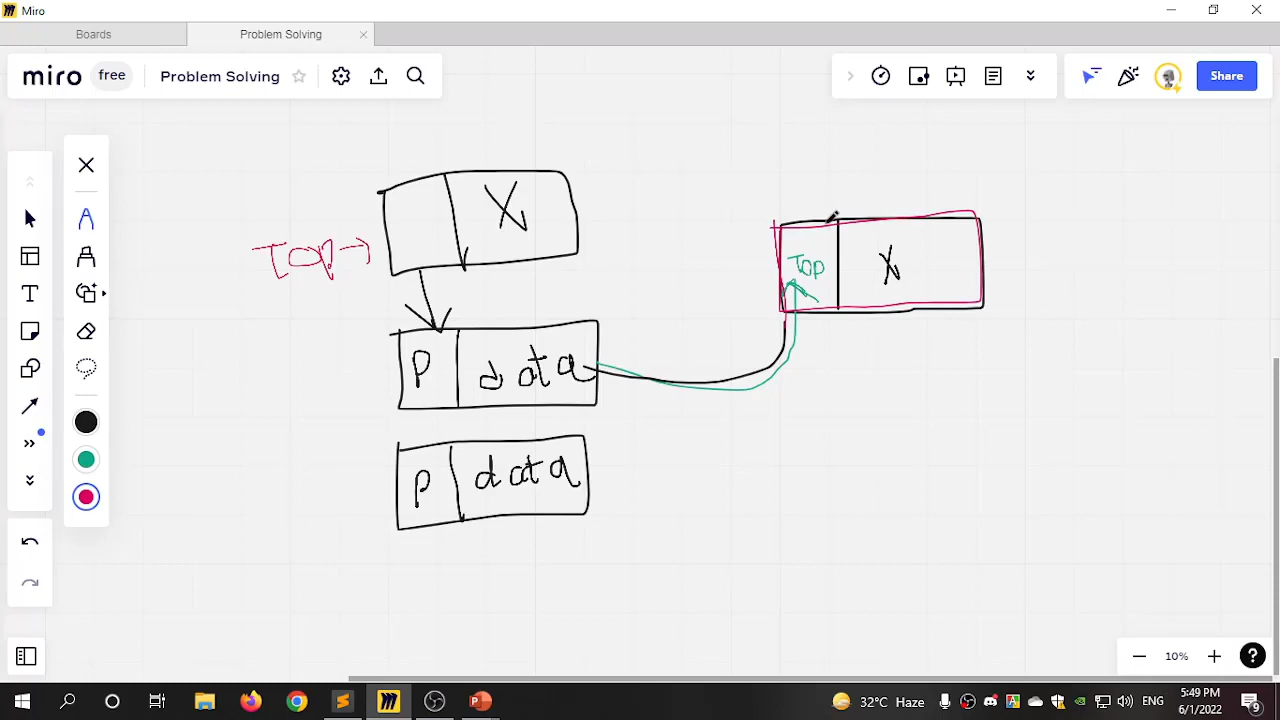 Miro
Boards
Problem Solving
miro
free
Problem Solving
Share
X
TOP
TOP
X
P
data
P
data
10%
32°C Haze
ENG
5:49 PM
6/1/2022
9